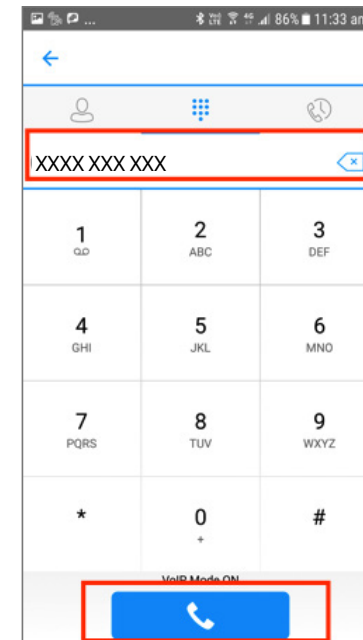 ... 4G 86% 11:33 am
XXXX XXX XXX
1 2 3
ABC DEF
4 5 6
GHI JKL MNO
7 8 9
PQRS TUV WXYZ
* 0 #
+
VoIP Mode ON